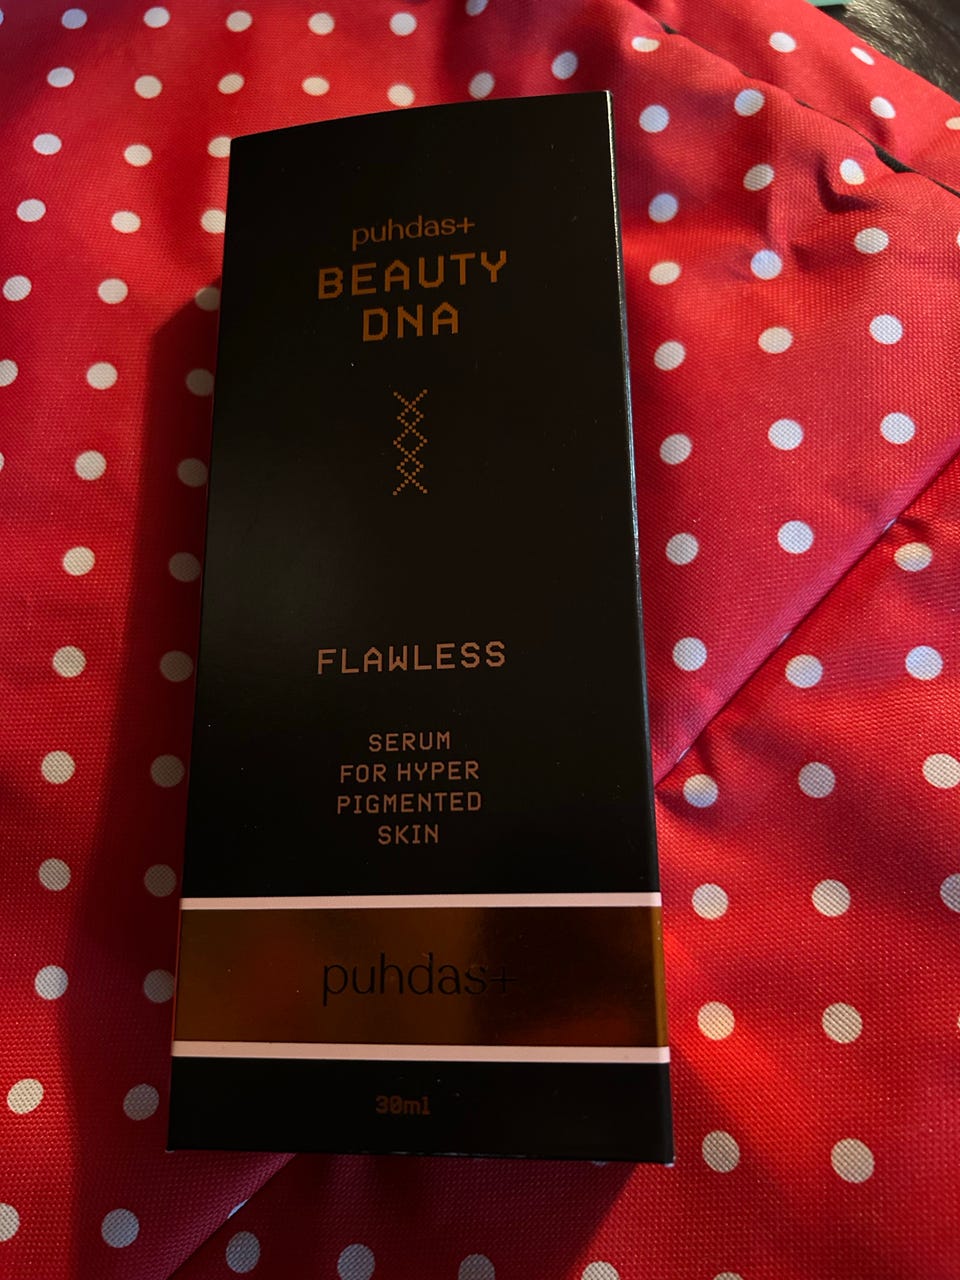 puhdas+
BEAUTY
DNA
FLAWLESS
SERUM
FOR HYPER
PIGMENTED
SKIN
puhdas+
30ml